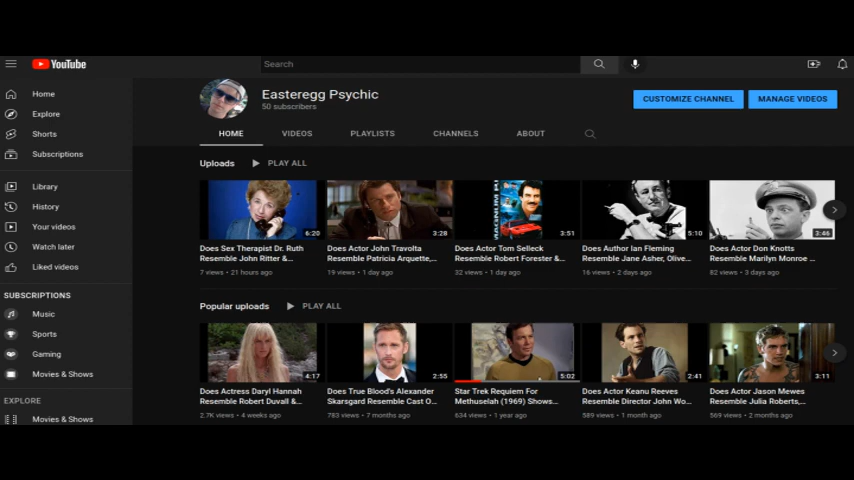 YouTube
Search
Home
Explore
Shorts
Subscriptions
Library
History
Your videos
Watch later
Liked videos
SUBSCRIPTIONS
Music
Sports
Gaming
Movies & Shows
EXPLORE
Movies & Shows
Easteregg Psychic
50 subscribers
CUSTOMIZE CHANNEL
MANAGE VIDEOS
HOME VIDEOS PLAYLISTS CHANNELS ABOUT
Uploads PLAY ALL
6:20
Does Sex Therapist Dr. Ruth
Resemble John Ritter &...
7 views • 21 hours ago
3:28
Does Actor John Travolta
Resemble Patricia Arquette,...
19 views • 1 day ago
MAGNUM P.I.
3:51
Does Actor Tom Selleck
Resemble Robert Forester &...
32 views • 1 day ago
5:10
Does Author Ian Fleming
Resemble Jane Asher, Olive...
16 views • 2 days ago
3:46
Does Actor Don Knotts
Resemble Marilyn Monroe ...
82 views • 3 days ago
Popular uploads PLAY ALL
4:17
Does Actress Daryl Hannah
Resemble Robert Duvall &...
2.7K views • 4 weeks ago
2:55
Does True Blood's Alexander
Skarsgard Resemble Cast O...
783 views • 7 months ago
5:02
Star Trek Requiem For
Methuselah (1969) Shows...
634 views • 1 year ago
2:41
Does Actor Keanu Reeves
Resemble Director John Wo...
589 views • 1 month ago
3:11
Does Actor Jason Mewes
Resemble Julia Roberts,...
569 views • 2 months ago